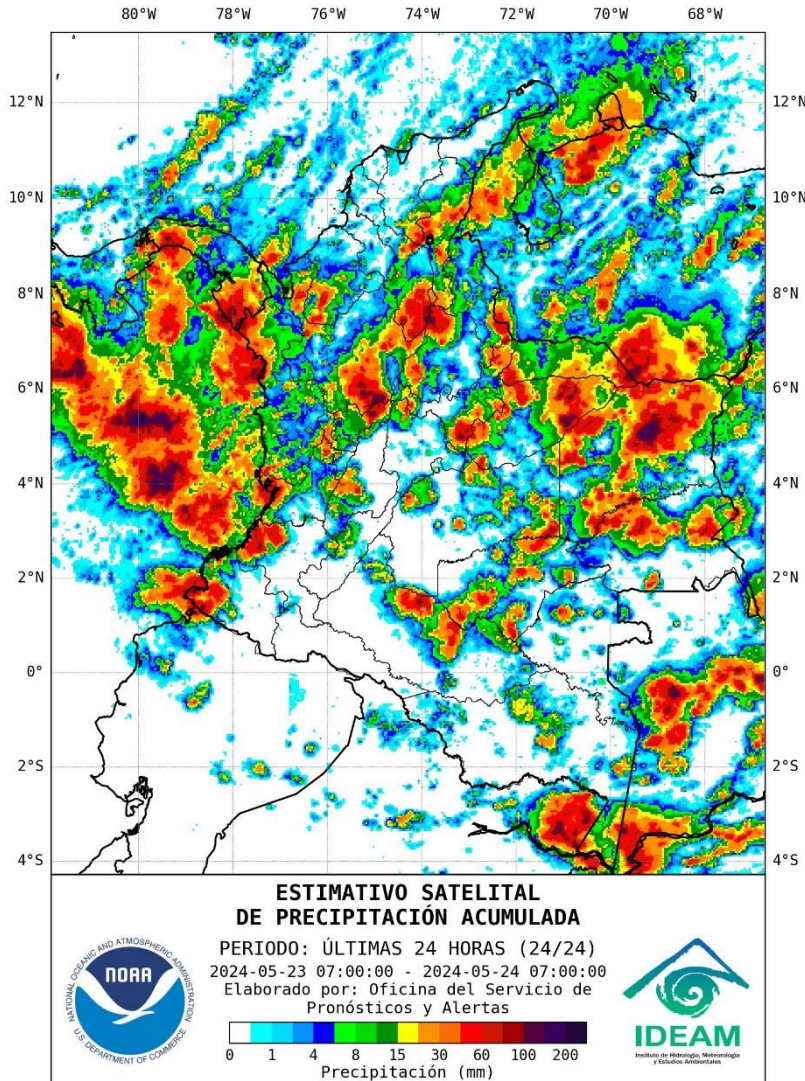 80°W 78°W 76°W 74°W 72°W 70°W 68°W
12°N 12°N
10°N 10°N
8°N 8°N
6°N 6°N
4°N 4°N
2°N 2°N
0° 0°
2°S 2°S
4°S 4°S
ESTIMATIVO SATELITAL
DE PRECIPITACIÓN ACUMULADA
PERIODO: ÚLTIMAS 24 HORAS (24/24)
2024-05-23 07:00:00 - 2024-05-24 07:00:00
Elaborado por: Oficina del Servicio de
Pronósticos y Alertas
0 1 4 8 15 30 60 100 200
Precipitación (mm)
NATIONAL OCEANIC AND ATMOSPHERIC ADMINISTRATION
NOAA
U.S. DEPARTMENT OF COMMERCE
IDEAM
Instituto de Hidrología, Meteorología
y Estudios Ambientales